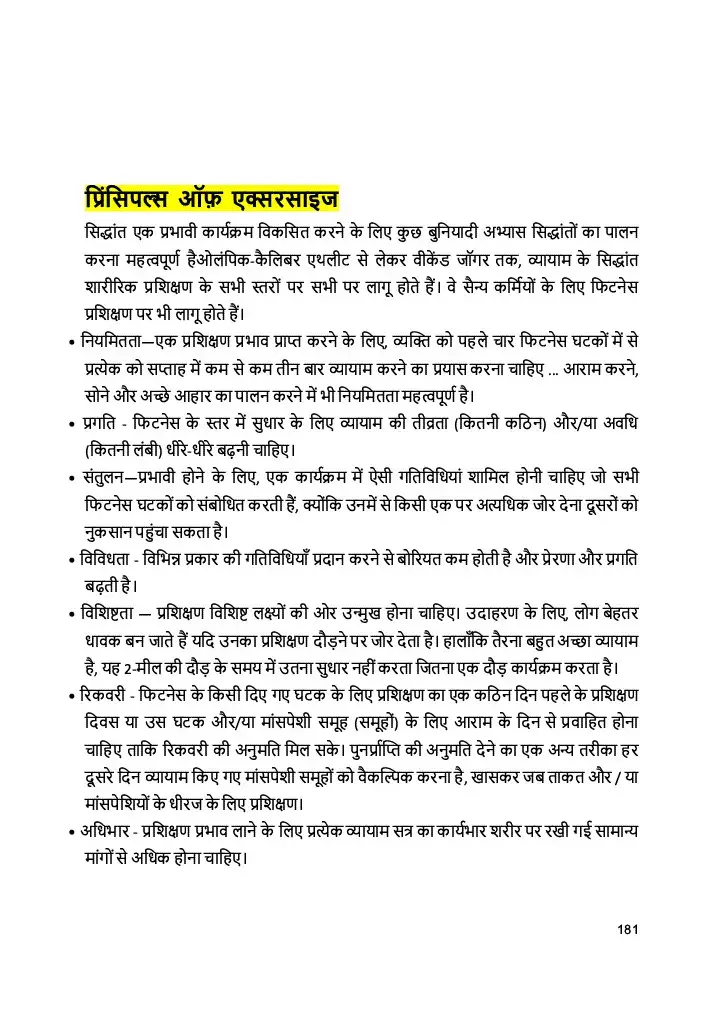 प्रिंसिपल्स ऑफ़ एक्सरसाइज
सिद्धांत एक प्रभावी कार्यक्रम विकसित करने के लिए कुछ बुनियादी अभ्यास सिद्धांतों का पालन
करना महत्वपूर्ण हैओलंपिक-कैलिबर एथलीट से लेकर वीकेंड जॉगर तक, व्यायाम के सिद्धांत
शारीरिक प्रशिक्षण के सभी स्तरों पर सभी पर लागू होते हैं। वे सैन्य कर्मियों के लिए फिटनेस
प्रशिक्षण पर भी लागू होते हैं।
• नियमितता—एक प्रशिक्षण प्रभाव प्राप्त करने के लिए, व्यक्ति को पहले चार फिटनेस घटकों में से
प्रत्येक को सप्ताह में कम से कम तीन बार व्यायाम करने का प्रयास करना चाहिए ... आराम करने,
सोने और अच्छे आहार का पालन करने में भी नियमितता महत्वपूर्ण है।
• प्रगति - फिटनेस के स्तर में सुधार के लिए व्यायाम की तीव्रता (कितनी कठिन) और/या अवधि
(कितनी लंबी) धीरे-धीरे बढ़नी चाहिए।
• संतुलन—प्रभावी होने के लिए, एक कार्यक्रम में ऐसी गतिविधियां शामिल होनी चाहिए जो सभी
फिटनेस घटकों को संबोधित करती हैं, क्योंकि उनमें से किसी एक पर अत्यधिक जोर देना दूसरों को
नुकसान पहुंचा सकता है।
• विविधता - विभिन्न प्रकार की गतिविधियाँ प्रदान करने से बोरियत कम होती है और प्रेरणा और प्रगति
बढ़ती है।
• विशिष्टता — प्रशिक्षण विशिष्ट लक्ष्यों की ओर उन्मुख होना चाहिए। उदाहरण के लिए, लोग बेहतर
धावक बन जाते हैं यदि उनका प्रशिक्षण दौड़ने पर जोर देता है। हालाँकि तैरना बहुत अच्छा व्यायाम
है, यह 2-मील की दौड़ के समय में उतना सुधार नहीं करता जितना एक दौड़ कार्यक्रम करता है।
• रिकवरी - फिटनेस के किसी दिए गए घटक के लिए प्रशिक्षण का एक कठिन दिन पहले के प्रशिक्षण
दिवस या उस घटक और/या मांसपेशी समूह (समूहों) के लिए आराम के दिन से प्रवाहित होना
चाहिए ताकि रिकवरी की अनुमति मिल सके। पुनर्प्राप्ति की अनुमति देने का एक अन्य तरीका हर
दूसरे दिन व्यायाम किए गए मांसपेशी समूहों को वैकल्पिक करना है, खासकर जब ताकत और / या
मांसपेशियों के धीरज के लिए प्रशिक्षण।
• अधिभार - प्रशिक्षण प्रभाव लाने के लिए प्रत्येक व्यायाम सत्र का कार्यभार शरीर पर रखी गई सामान्य
मांगों से अधिक होना चाहिए।
181